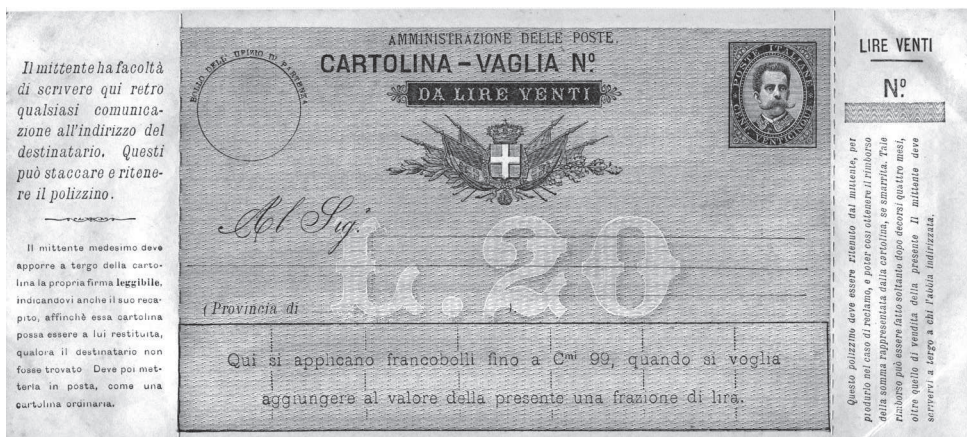 Il mittente ha facoltà
di scrivere qui retro
qualsiasi comunica-
zione all'indirizzo del
destinatario. Questi
può staccare e ritene-
re il polizzino.
Il mittente medesimo deve
apporre a tergo della carto-
lina la propria firma leggibile,
indicandovi anche il suo reca-
pito, affinchè essa cartolina
possa essere a lui restituita,
qualora il destinatario non
fosse trovato Deve poi met-
terla in posta, come una
cartolina ordinaria.
AMMINISTRAZIONE DELLE POSTE
CARTOLINA - VAGLIA Nº
DA LIRE VENTI
BOLLO DELL' UFIZIO DI PARTENZA
POSTE ITALIANE
CENT. VENTICINQUE
Al Sig.r
L.20
(Provincia di
).
Qui si applicano francobolli fino a Cmi 99, quando si voglia
aggiungere al valore della presente una frazione di lira.
LIRE VENTI
Nº
Questo polizzino deve essere ritenuto dal mittente, per
produrlo nel caso di reclamo, e poter così ottenere il rimborso
della somma rappresentata dalla cartolina, se smarrita. Tale
rimborso può essere fatto soltanto dopo decorsi quattro mesi,
oltre quello di vendita della presente Il mittente deve
scrivervi a tergo a chi l'abbia indirizzata.